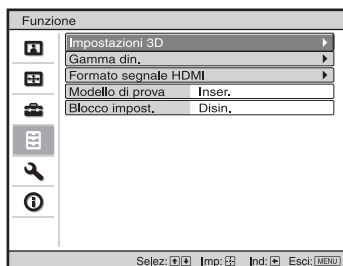 Funzione
Impostazioni 3D
Gamma din.
Formato segnale HDMI
Modello di prova Inser.
Blocco impost. Disin.
Selez: Imp: Ind: Esci: MENU